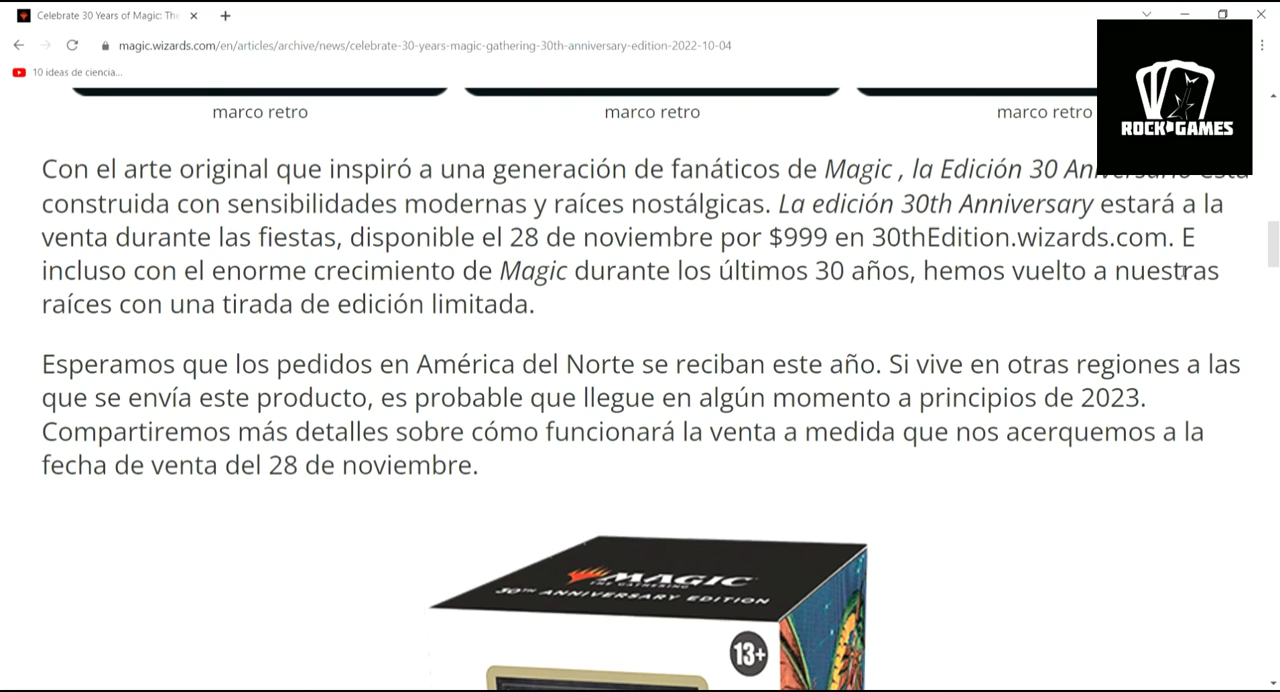 Celebrate 30 Years of Magic: The
magic.wizards.com/en/articles/archive/news/celebrate-30-years-magic-gathering-30th-anniversary-edition-2022-10-04
10 ideas de ciencia...
ROCK GAMES
marco retro
marco retro
marco retro
Con el arte original que inspiró a una generación de fanáticos de Magic , la Edición 30 Aniversario está
construida con sensibilidades modernas y raíces nostálgicas. La edición 30th Anniversary estará a la
venta durante las fiestas, disponible el 28 de noviembre por $999 en 30thEdition.wizards.com. E
incluso con el enorme crecimiento de Magic durante los últimos 30 años, hemos vuelto a nuestras
raíces con una tirada de edición limitada.
Esperamos que los pedidos en América del Norte se reciban este año. Si vive en otras regiones a las
que se envía este producto, es probable que llegue en algún momento a principios de 2023.
Compartiremos más detalles sobre cómo funcionará la venta a medida que nos acerquemos a la
fecha de venta del 28 de noviembre.
MAGIC
THE GATHERING
30TH ANNIVERSARY EDITION
13+